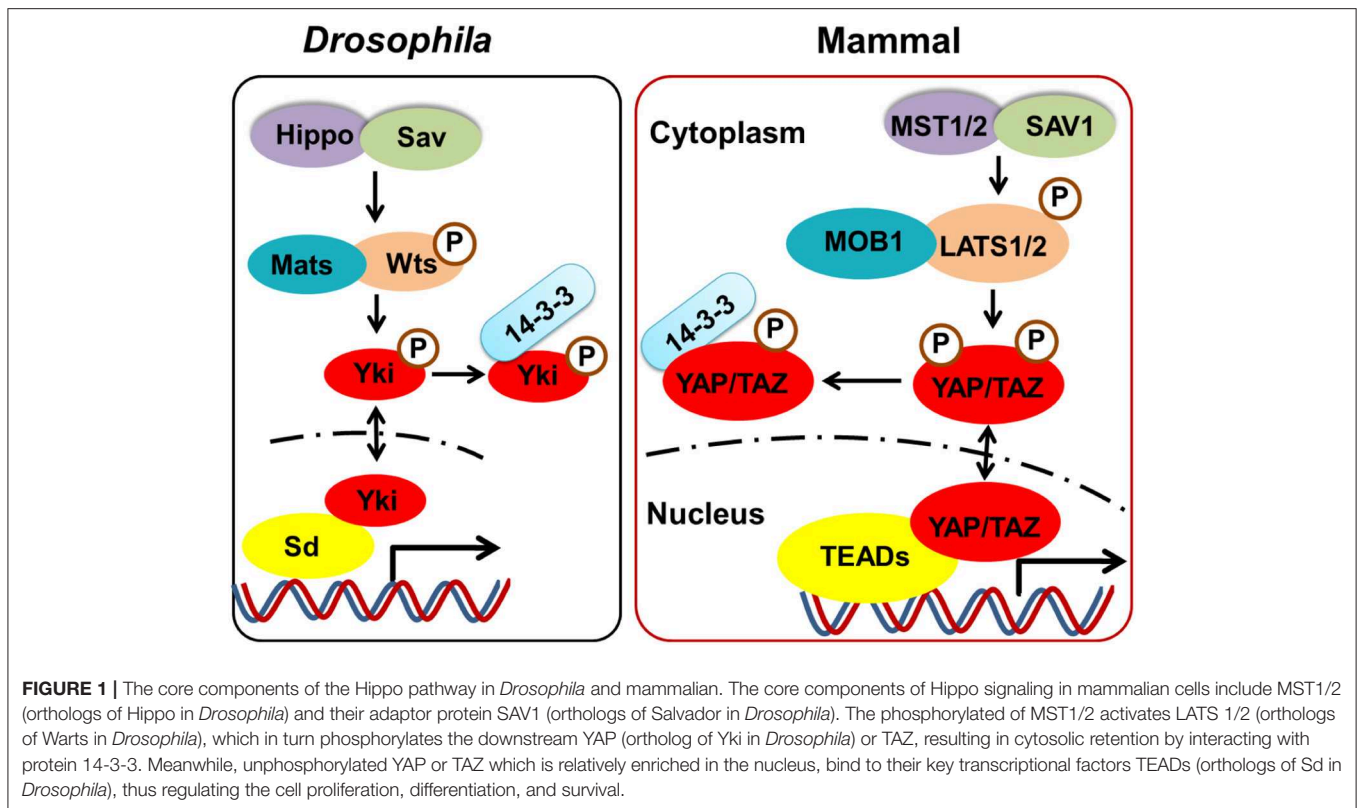 Drosophila
Mammal
Hippo
Sav
Mats
Wts
P
14-3-3
Yki
P
Yki
P
Yki
Sd
Cytoplasm
MST1/2
SAV1
MOB1
LATS1/2
P
14-3-3
YAP/TAZ
P
YAP/TAZ
P
P
Nucleus
YAP/TAZ
TEADs
FIGURE 1 | The core components of the Hippo pathway in Drosophila and mammalian. The core components of Hippo signaling in mammalian cells include MST1/2
(orthologs of Hippo in Drosophila) and their adaptor protein SAV1 (orthologs of Salvador in Drosophila). The phosphorylated of MST1/2 activates LATS 1/2 (orthologs
of Warts in Drosophila), which in turn phosphorylates the downstream YAP (ortholog of Yki in Drosophila) or TAZ, resulting in cytosolic retention by interacting with
protein 14-3-3. Meanwhile, unphosphorylated YAP or TAZ which is relatively enriched in the nucleus, bind to their key transcriptional factors TEADs (orthologs of Sd in
Drosophila), thus regulating the cell proliferation, differentiation, and survival.